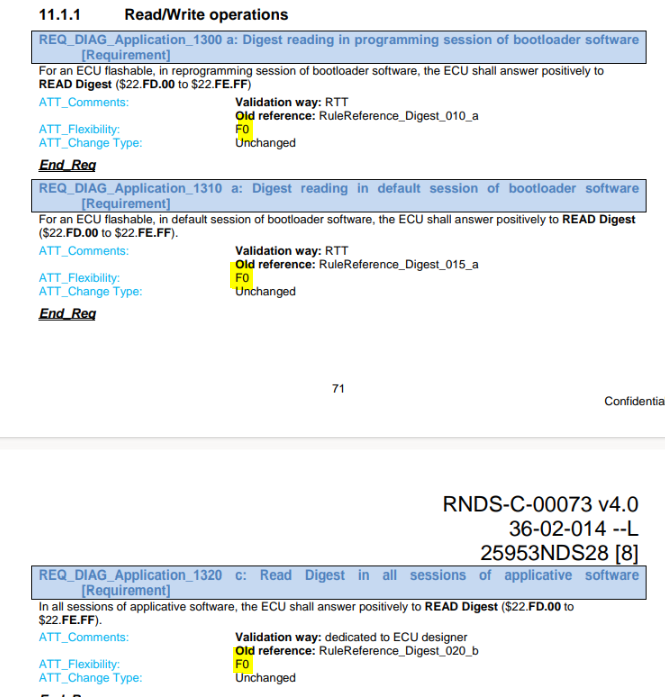 11.1.1 Read/Write operations
REQ_DIAG_Application_1300 a: Digest reading in programming session of bootloader software
[Requirement]
For an ECU flashable, in reprogramming session of bootloader software, the ECU shall answer positively to
READ Digest ($22.FD.00 to $22.FE.FF)
ATT_Comments: Validation way: RTT
Old reference: RuleReference_Digest_010_a
ATT_Flexibility: F0
ATT_Change Type: Unchanged
End_Req
REQ_DIAG_Application_1310 a: Digest reading in default session of bootloader software
[Requirement]
For an ECU flashable, in default session of bootloader software, the ECU shall answer positively to READ Digest
($22.FD.00 to $22.FE.FF).
ATT_Comments: Validation way: RTT
Old reference: RuleReference_Digest_015_a
ATT_Flexibility: F0
ATT_Change Type: Unchanged
End_Req
71
Confidentia
RNDS-C-00073 v4.0
36-02-014 --L
25953NDS28 [8]
REQ_DIAG_Application_1320 c: Read Digest in all sessions of applicative software
[Requirement]
In all sessions of applicative software, the ECU shall answer positively to READ Digest ($22.FD.00 to
$22.FE.FF).
ATT_Comments: Validation way: dedicated to ECU designer
Old reference: RuleReference_Digest_020_b
ATT_Flexibility: F0
ATT_Change Type: Unchanged